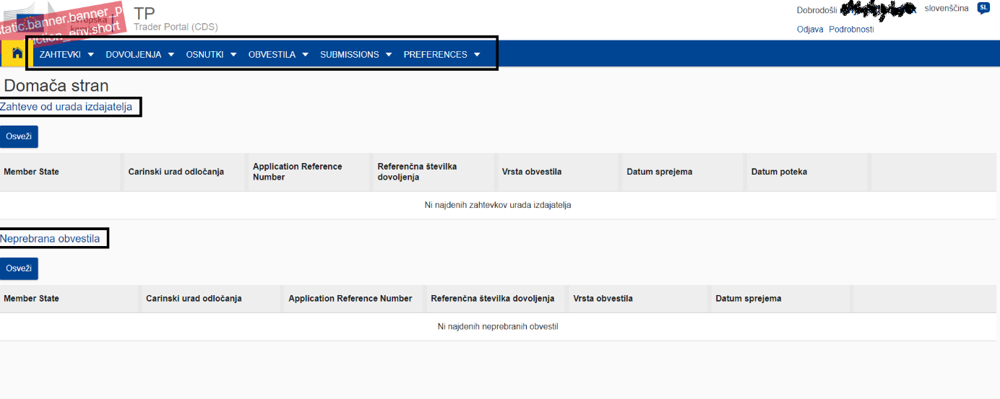 static.banner.banner_p
uction_env.short
TP
Trader Portal (CDS)
Dobrodošli
slovenščina
SL
Odjava Podrobnosti
ZAHTEVKI DOVOLJENJA OSNUTKI OBVESTILA SUBMISSIONS PREFERENCES
Domača stran
Zahteve od urada izdajatelja
Osveži
Member State Carinski urad odločanja Application Reference Number Referenčna številka dovoljenja Vrsta obvestila Datum sprejema Datum poteka
Ni najdenih zahtevkov urada izdajatelja
Neprebrana obvestila
Osveži
Member State Carinski urad odločanja Application Reference Number Referenčna številka dovoljenja Vrsta obvestila Datum sprejema
Ni najdenih neprebranih obvestil